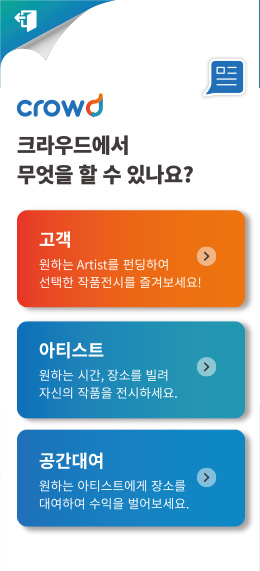 crowd
크라우드에서
무엇을 할 수 있나요?
고객
원하는 Artist를 펀딩하여
선택한 작품전시를 즐겨보세요!
아티스트
원하는 시간, 장소를 빌려
자신의 작품을 전시하세요.
공간대여
원하는 아티스트에게 장소를
대여하여 수익을 벌어보세요.